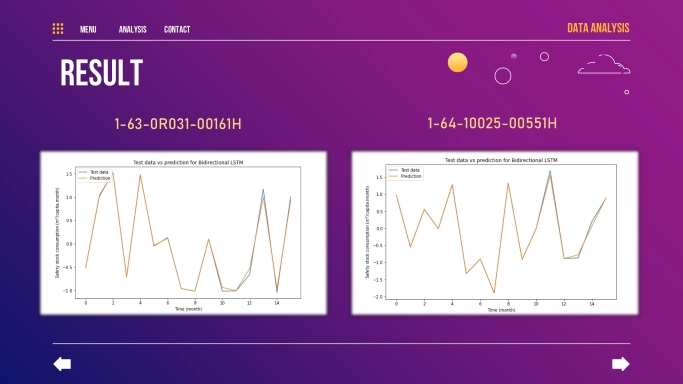 MENU ANALYSIS CONTACT DATA ANALYSIS
RESULT
1-63-0R031-00161H
1-64-10025-00551H
Test data vs prediction for Bidirectional LSTM
Test data
Prediction
Safety stock consumption (m³/capita.month)
1.5
1.0
0.5
0.0
−0.5
−1.0
0 2 4 6 8 10 12 14
Time (month)
Test data vs prediction for Bidirectional LSTM
Test data
Prediction
Safety stock consumption (m³/capita.month)
1.5
1.0
0.5
0.0
−0.5
−1.0
−1.5
−2.0
0 2 4 6 8 10 12 14
Time (month)